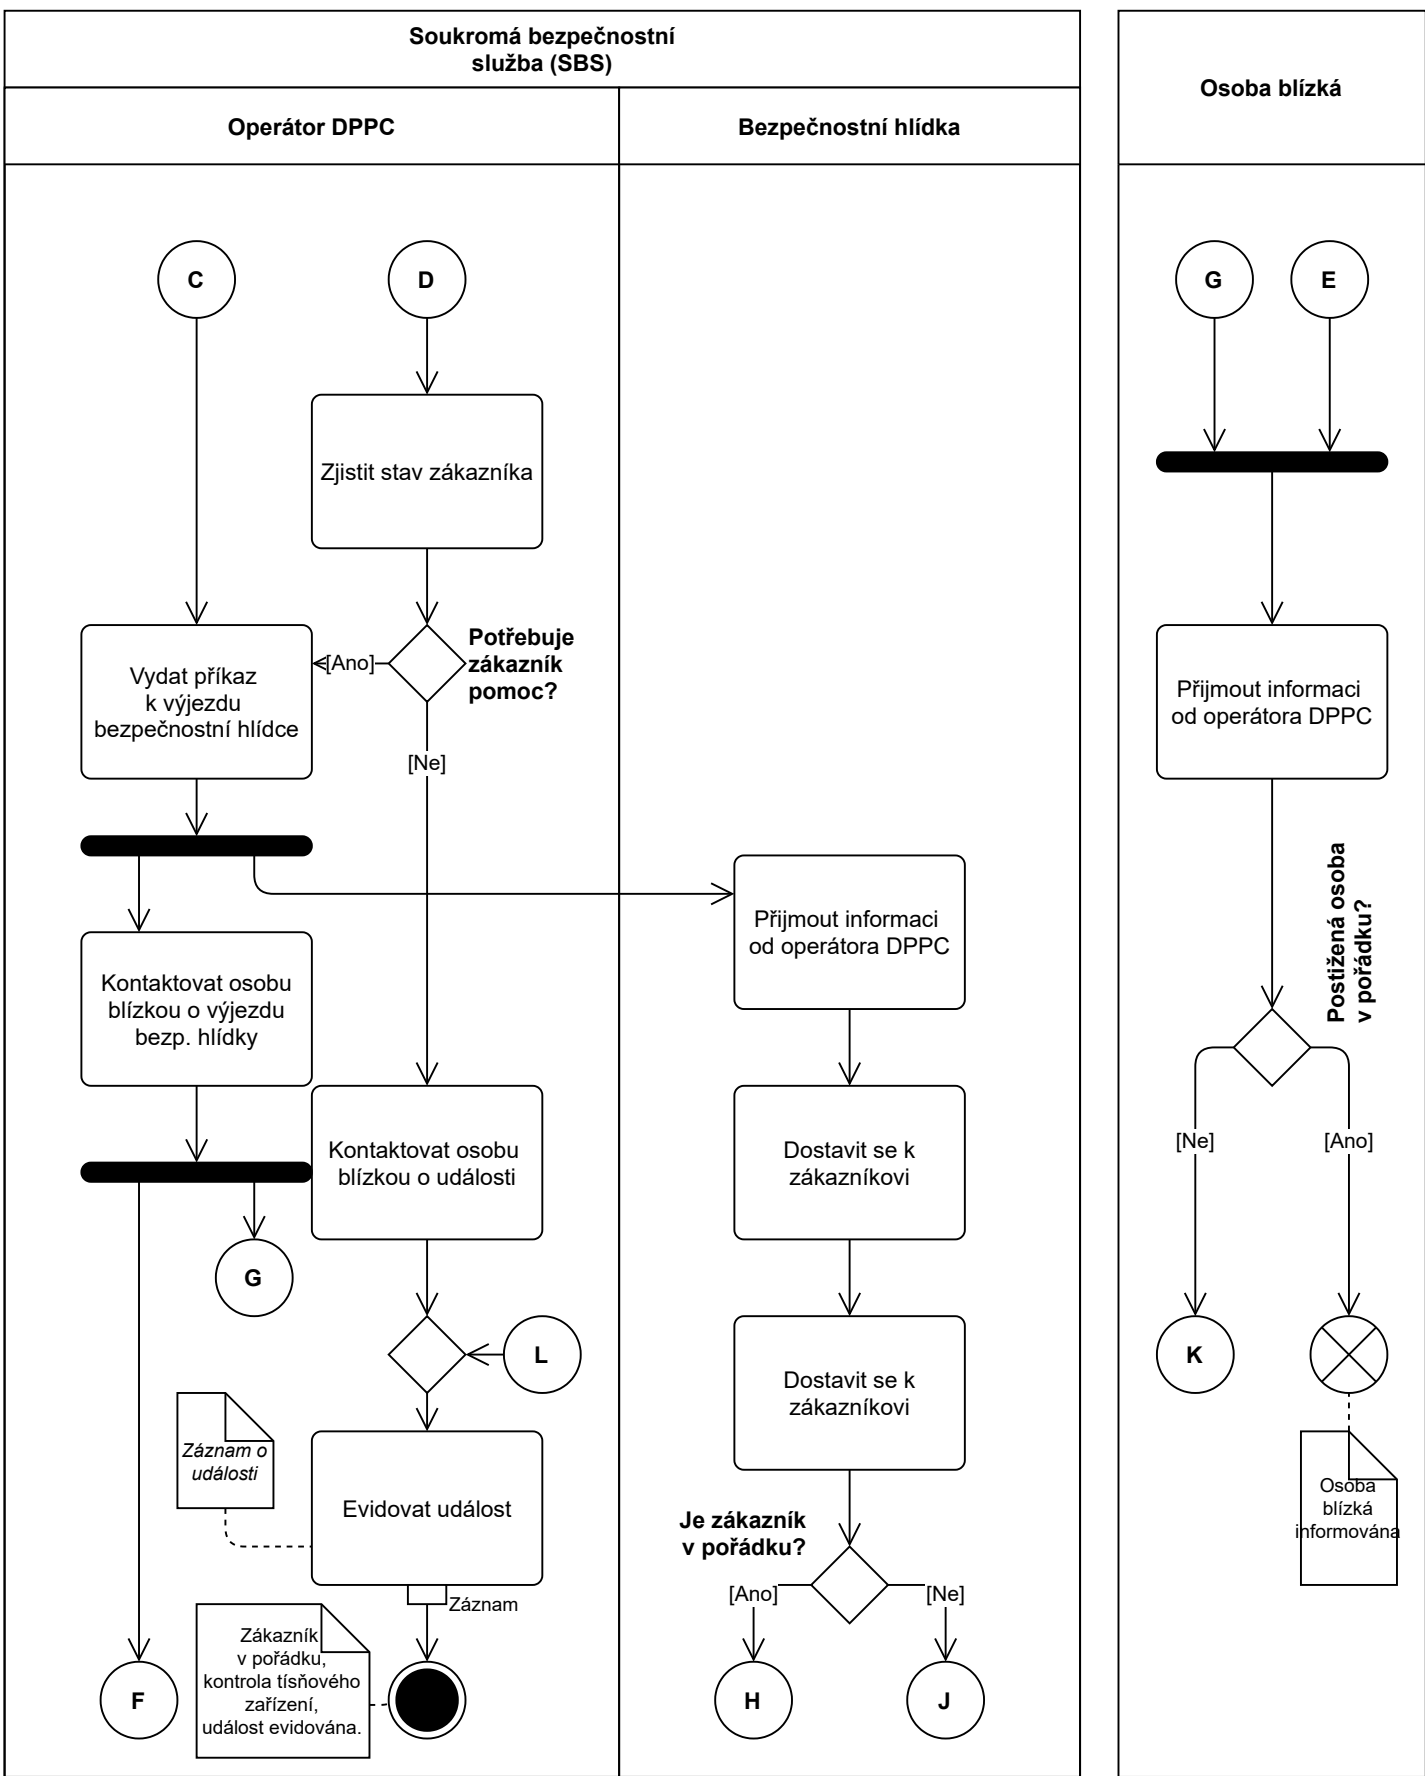 Soukromá bezpečnostní
služba (SBS)
Operátor DPPC
Bezpečnostní hlídka
Osoba blízká
C
D
G
E
Zjistit stav zákazníka
Potřebuje
zákazník
pomoc?
[Ano]
Vydat příkaz
k výjezdu
bezpečnostní hlídce
[Ne]
Přijmout informaci
od operátora DPPC
Přijmout informaci
od operátora DPPC
Postižená osoba
v pořádku?
Kontaktovat osobu
blízkou o výjezdu
bezp. hlídky
Kontaktovat osobu
blízkou o události
Dostavit se k
zákazníkovi
[Ne]
[Ano]
G
L
Dostavit se k
zákazníkovi
K
Záznam o
události
Evidovat událost
Osoba
blízká
informována
Je zákazník
v pořádku?
[Ano]
[Ne]
Záznam
Zákazník
v pořádku,
kontrola tísňového
zařízení,
událost evidována.
F
H
J